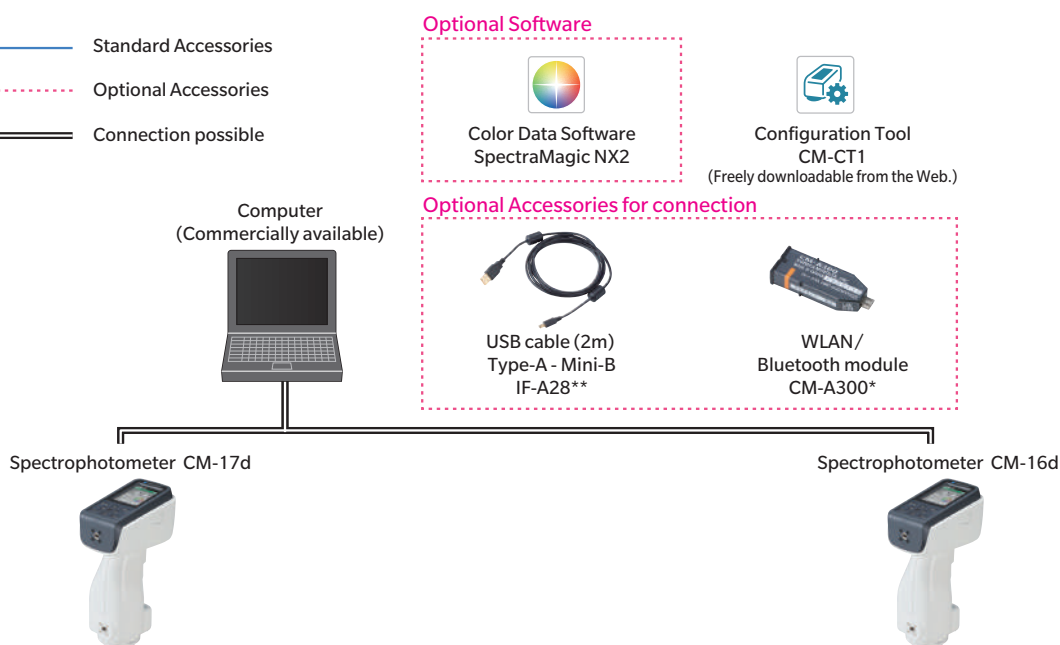 Standard Accessories
Optional Accessories
Connection possible
Optional Software
Color Data Software
SpectraMagic NX2
Configuration Tool
CM-CT1
(Freely downloadable from the Web.)
Computer
(Commercially available)
Optional Accessories for connection
USB cable (2m)
Type-A - Mini-B
IF-A28**
WLAN/
Bluetooth module
CM-A300*
CM-A300
Spectrophotometer CM-17d
Spectrophotometer CM-16d